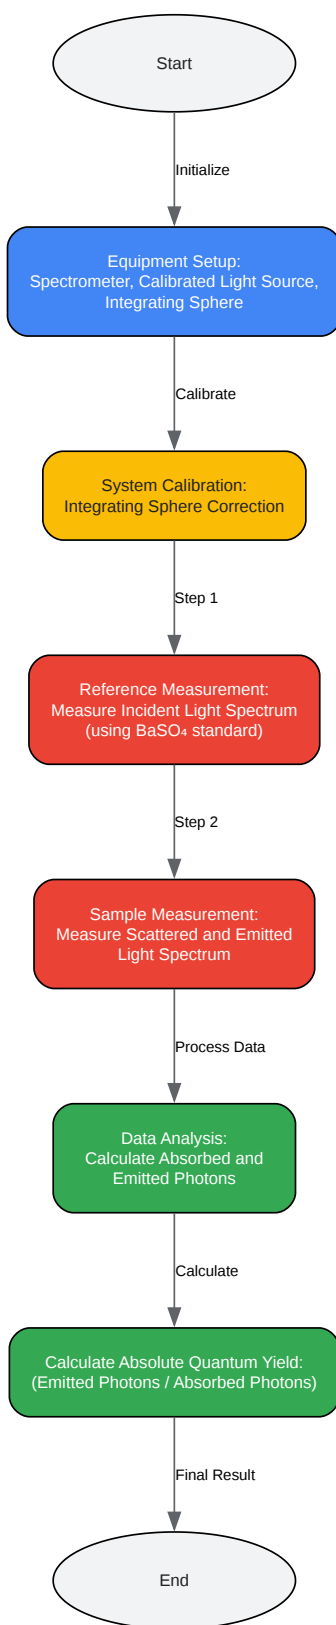 Start
Initialize
Equipment Setup:
Spectrometer, Calibrated Light Source,
Integrating Sphere
Calibrate
System Calibration:
Integrating Sphere Correction
Step 1
Reference Measurement:
Measure Incident Light Spectrum
(using BaSO₄ standard)
Step 2
Sample Measurement:
Measure Scattered and Emitted
Light Spectrum
Process Data
Data Analysis:
Calculate Absorbed and
Emitted Photons
Calculate
Calculate Absolute Quantum Yield:
(Emitted Photons / Absorbed Photons)
Final Result
End